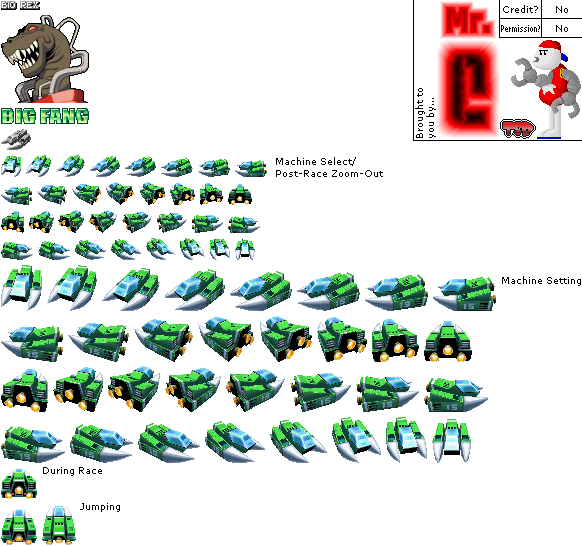 BIO REX
BIG FANG
Machine Select/
Post-Race Zoom-Out
Machine Setting
During Race
Jumping
Brought to
you by...
Mr.
C
Credit? No
Permission? No